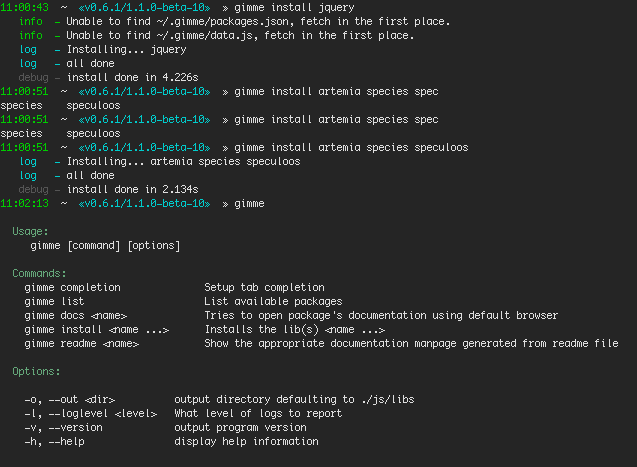 11:00:43  ~  «v0.6.1/1.1.0-beta-10»  » gimme install jquery
info  - Unable to find ~/.gimme/packages.json, fetch in the first place.
info  - Unable to find ~/.gimme/data.js, fetch in the first place.
log   - Installing... jquery
log   - all done
debug - install done in 4.226s
11:00:51  ~  «v0.6.1/1.1.0-beta-10»  » gimme install artemia species spec
species    speculoos
11:00:51  ~  «v0.6.1/1.1.0-beta-10»  » gimme install artemia species spec
species    speculoos
11:00:51  ~  «v0.6.1/1.1.0-beta-10»  » gimme install artemia species speculoos
log   - Installing... artemia species speculoos
log   - all done
debug - install done in 2.134s
11:02:13  ~  «v0.6.1/1.1.0-beta-10»  » gimme
Usage:
gimme [command] [options]
Commands:
gimme completion              Setup tab completion
gimme list                    List available packages
gimme docs <name>             Tries to open package's documentation using default browser
gimme install <name ...>      Installs the lib(s) <name ...>
gimme readme <name>           Show the appropriate documentation manpage generated from readme file
Options:
-o, --out <dir>          output directory defaulting to ./js/libs
-l, --loglevel <level>   What level of logs to report
-v, --version            output program version
-h, --help               display help information